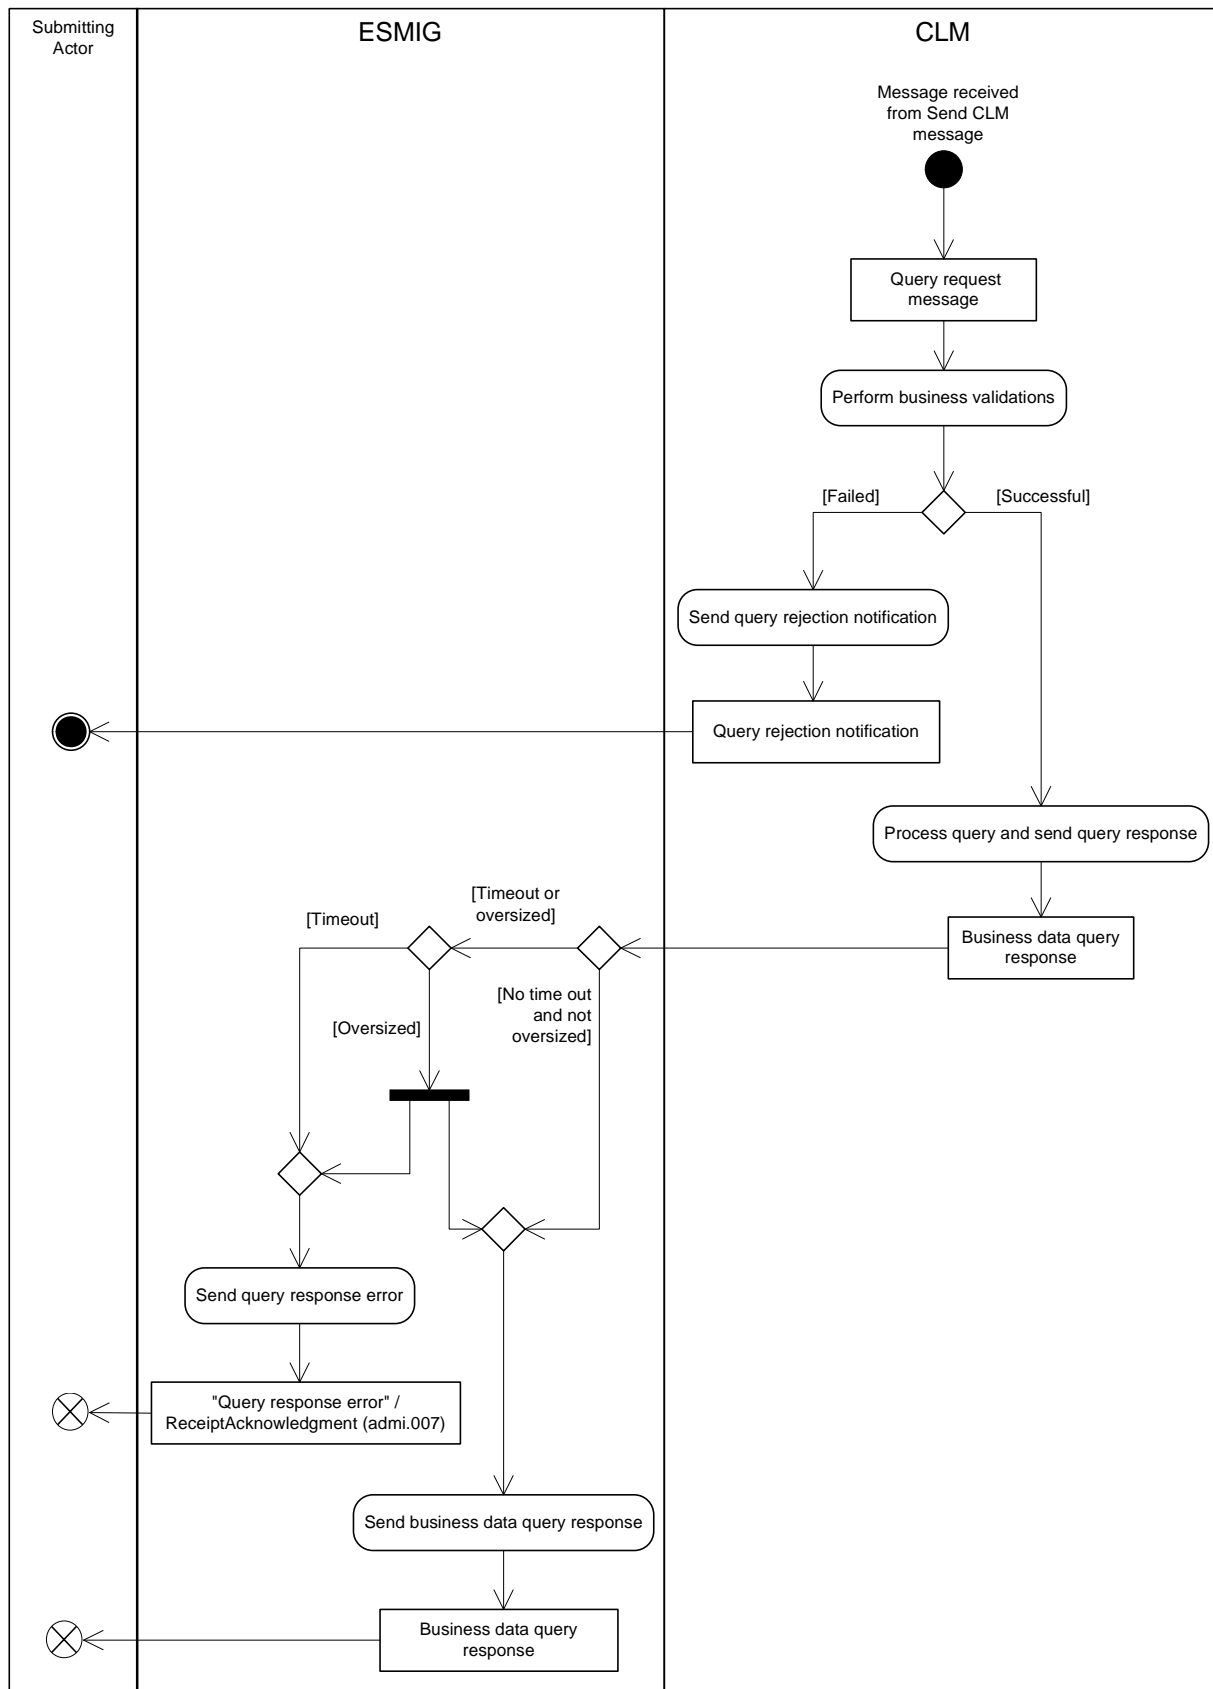 Submitting
Actor
ESMIG
CLM
Message received
from Send CLM
message
Query request
message
Perform business validations
[Failed]
[Successful]
Send query rejection notification
Query rejection notification
Process query and send query response
[Timeout or
oversized]
[Timeout]
Business data query
response
[No time out
and not
oversized]
[Oversized]
Send query response error
"Query response error" /
ReceiptAcknowledgment (admi.007)
Send business data query response
Business data query
response